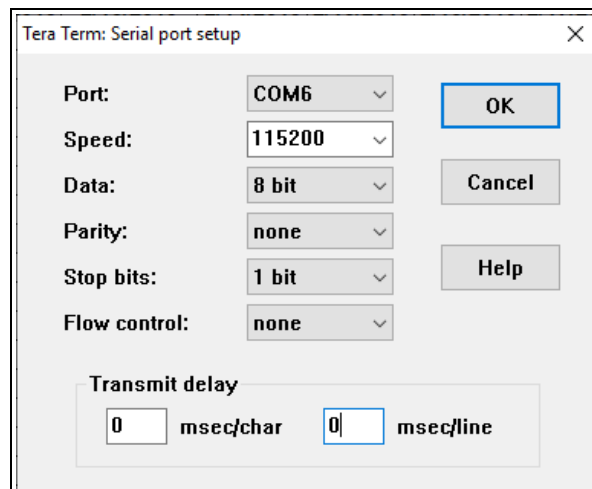 Tera Term: Serial port setup
Port: COM6 OK
Speed: 115200
Data: 8 bit Cancel
Parity: none
Stop bits: 1 bit Help
Flow control: none
Transmit delay
0 msec/char 0 msec/line